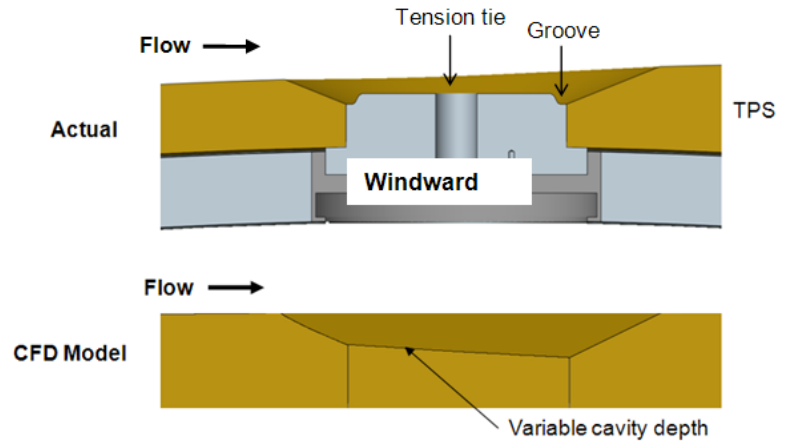 Tension tie
Groove
Flow
TPS
Actual
Windward
Flow
CFD Model
Variable cavity depth